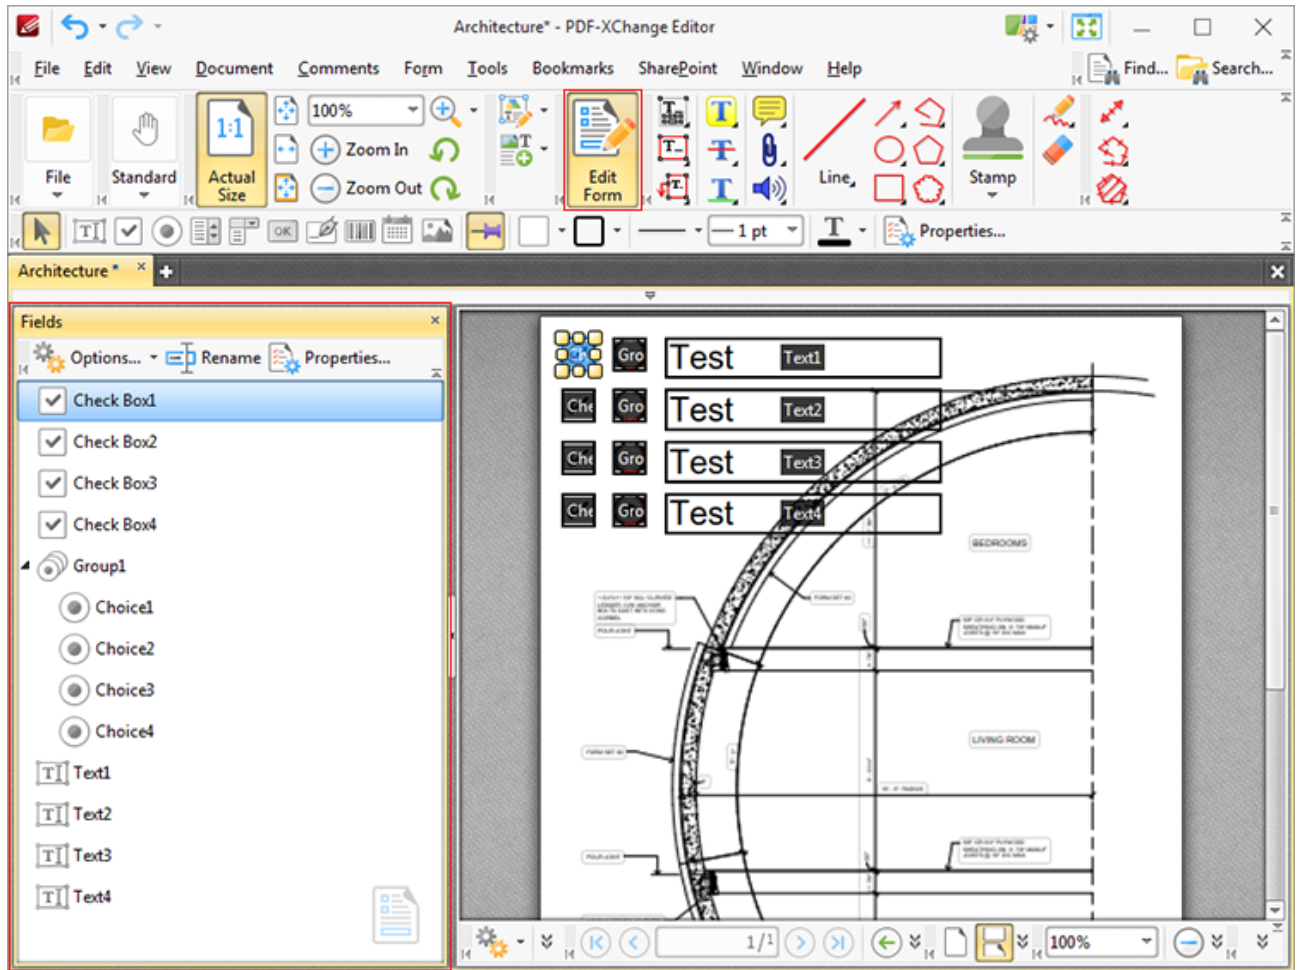 Architecture* - PDF-XChange Editor
File Edit View Document Comments Form Tools Bookmarks SharePoint Window Help Find... Search...
File Standard 1:1 Actual Size 100% Zoom In Zoom Out Edit Form Line Stamp
OK 1 pt Properties...
Architecture *
Fields
Options... Rename Properties...
Check Box1
Check Box2
Check Box3
Check Box4
Group1
Choice1
Choice2
Choice3
Choice4
Text1
Text2
Text3
Text4
Gro Test Text1
Che Gro Test Text2
Che Gro Test Text3
Che Gro Test Text4
BEDROOMS
LIVING ROOM
1/1 100%